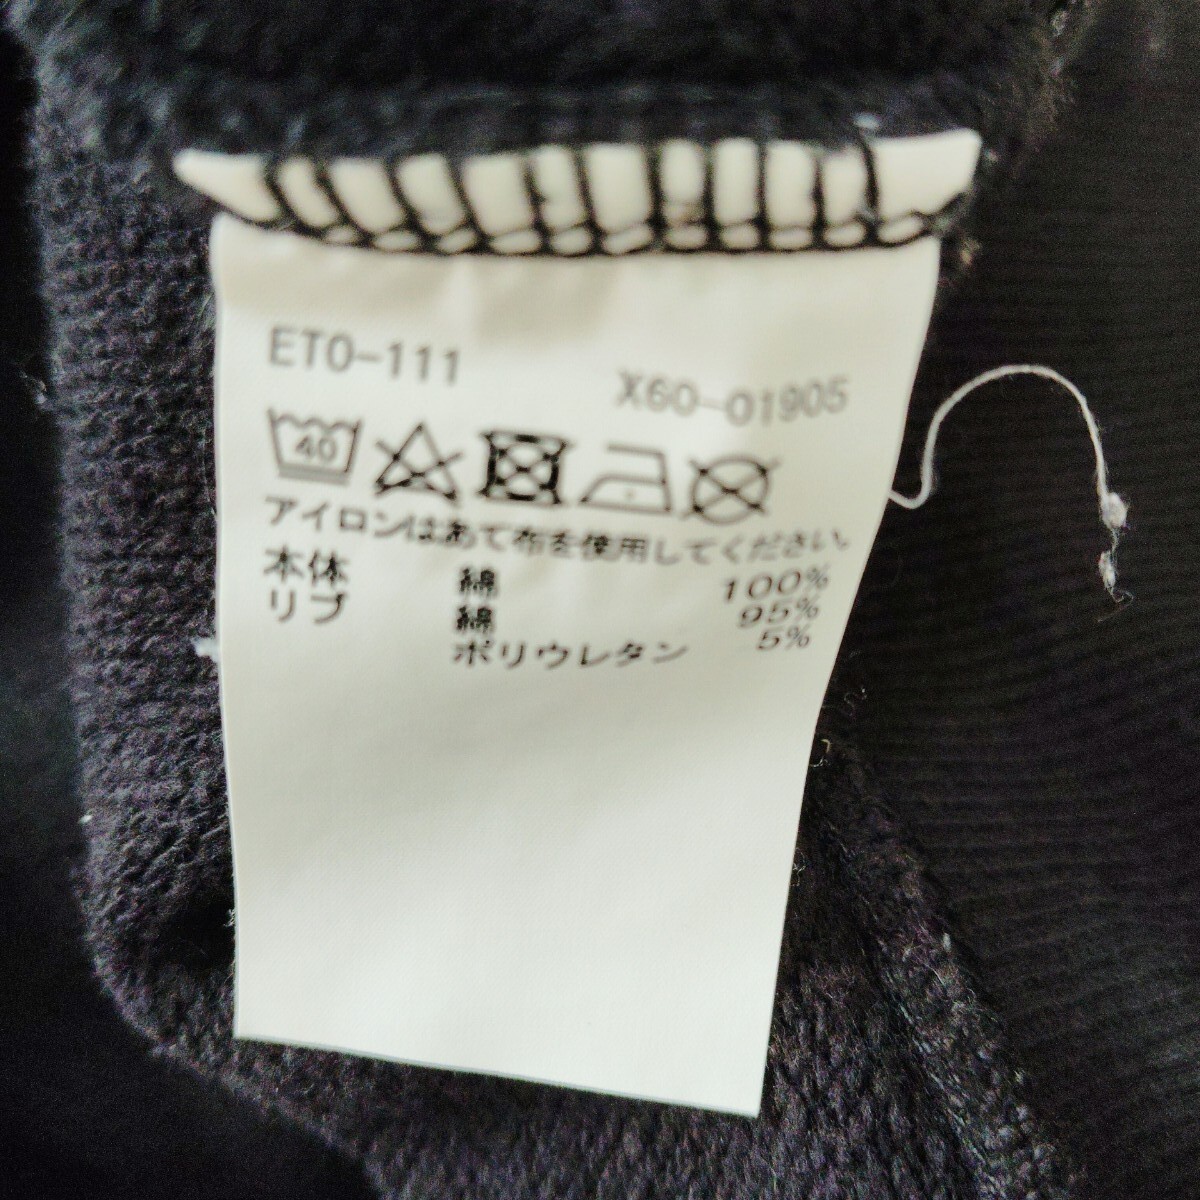 ETO-111
X60-01905
40
アイロンはあて布を使用してください。
本体 綿 100%
リブ 綿 95%
ポリウレタン 5%